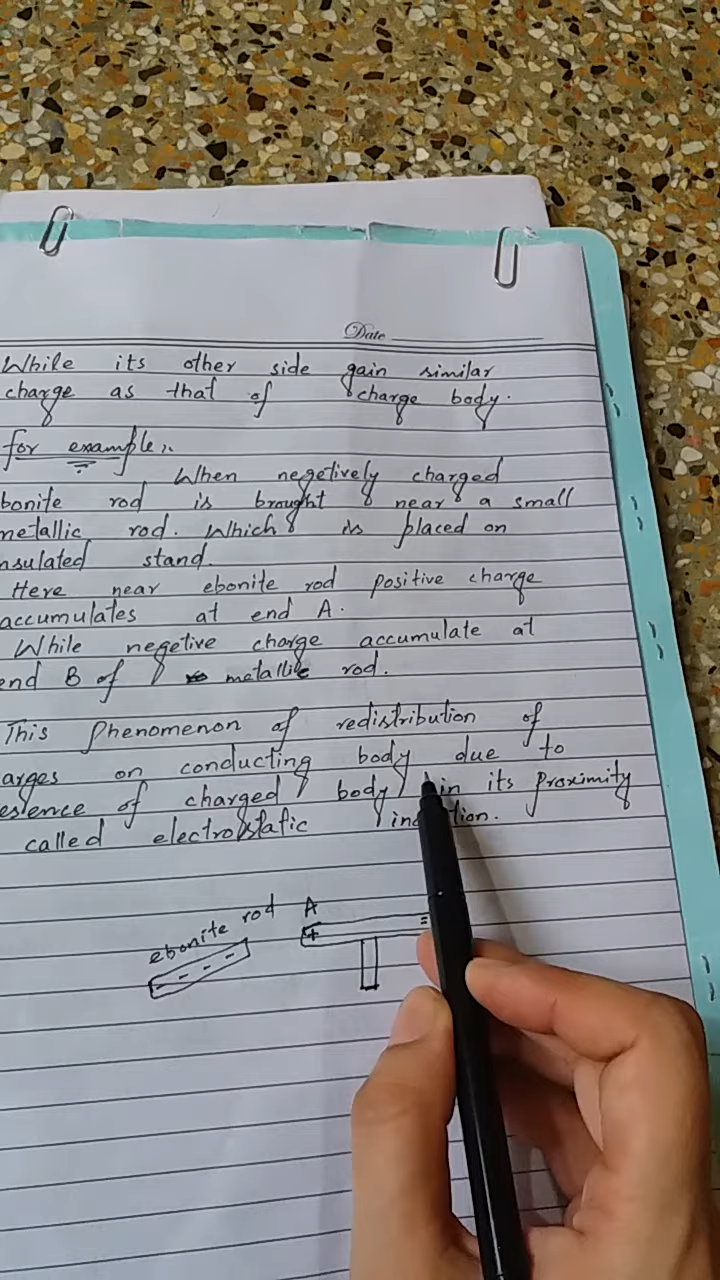 Date
While its other side gain similar
charge as that of charge body.
for example:
When negetively charged
bonite rod is brought near a small
metallic rod. Which is placed on
nsulated stand.
Here near ebonite rod positive charge
accumulates at end A.
While negetive charge accumulate at
end B of metallic rod.
This Phenomenon of redistribution of
arges on conducting body due to
esence of charged body in its proximity
called electrostatic
ebonite rod A